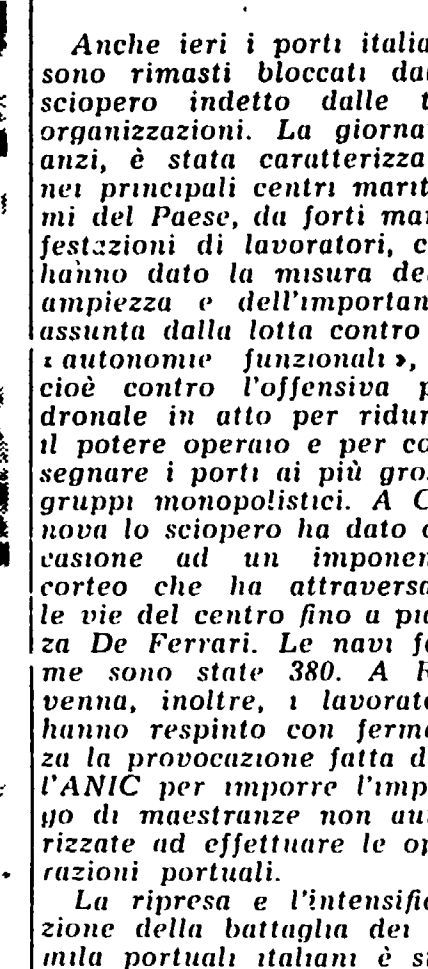 Anche ieri i porti italia
sono rimasti bloccati da
sciopero indetto dalle t
organizzazioni. La giorna
anzi, è stata caratterizza
nei principali centri marit
mi del Paese, da forti ma
festazioni di lavoratori, c
hanno dato la misura de
ampiezza e dell'importan
assunta dalla lotta contro
« autonomie funzionali »,
cioè contro l'offensiva p
dronale in atto per ridur
il potere operaio e per co
segnare i porti ai più gro
gruppi monopolistici. A G
nova lo sciopero ha dato o
casione ad un imponen
corteo che ha attraversa
le vie del centro fino a pia
za De Ferrari. Le navi fe
me sono state 380. A R
venna, inoltre, i lavorato
hanno respinto con ferme
za la provocazione fatta d
l'ANIC per imporre l'imp
go di maestranze non aut
rizzate ad effettuare le op
razioni portuali.
La ripresa e l'intensific
zione della battaglia dei
mila portuali italiani è s